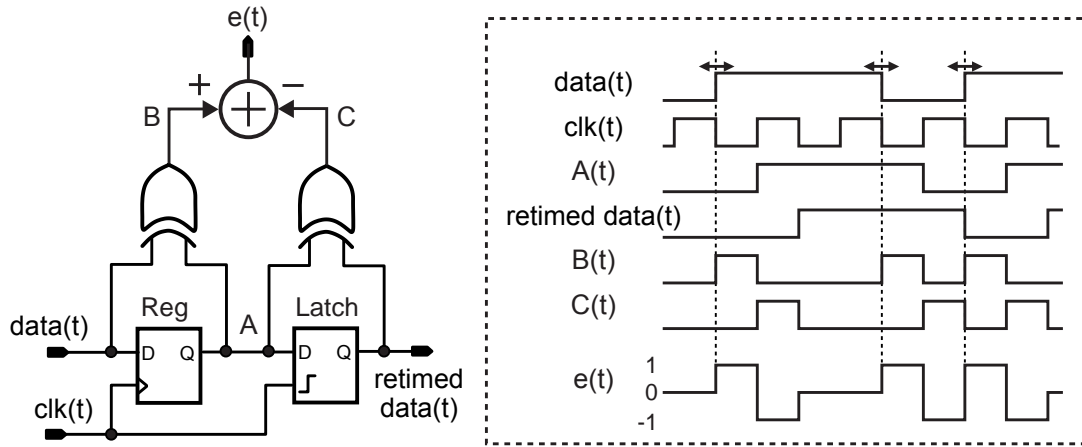 e(t)
+
−
B
C
Reg
A
Latch
data(t)
D
Q
D
Q
retimed
data(t)
clk(t)
data(t)
clk(t)
A(t)
retimed data(t)
B(t)
C(t)
e(t)
1
0
-1